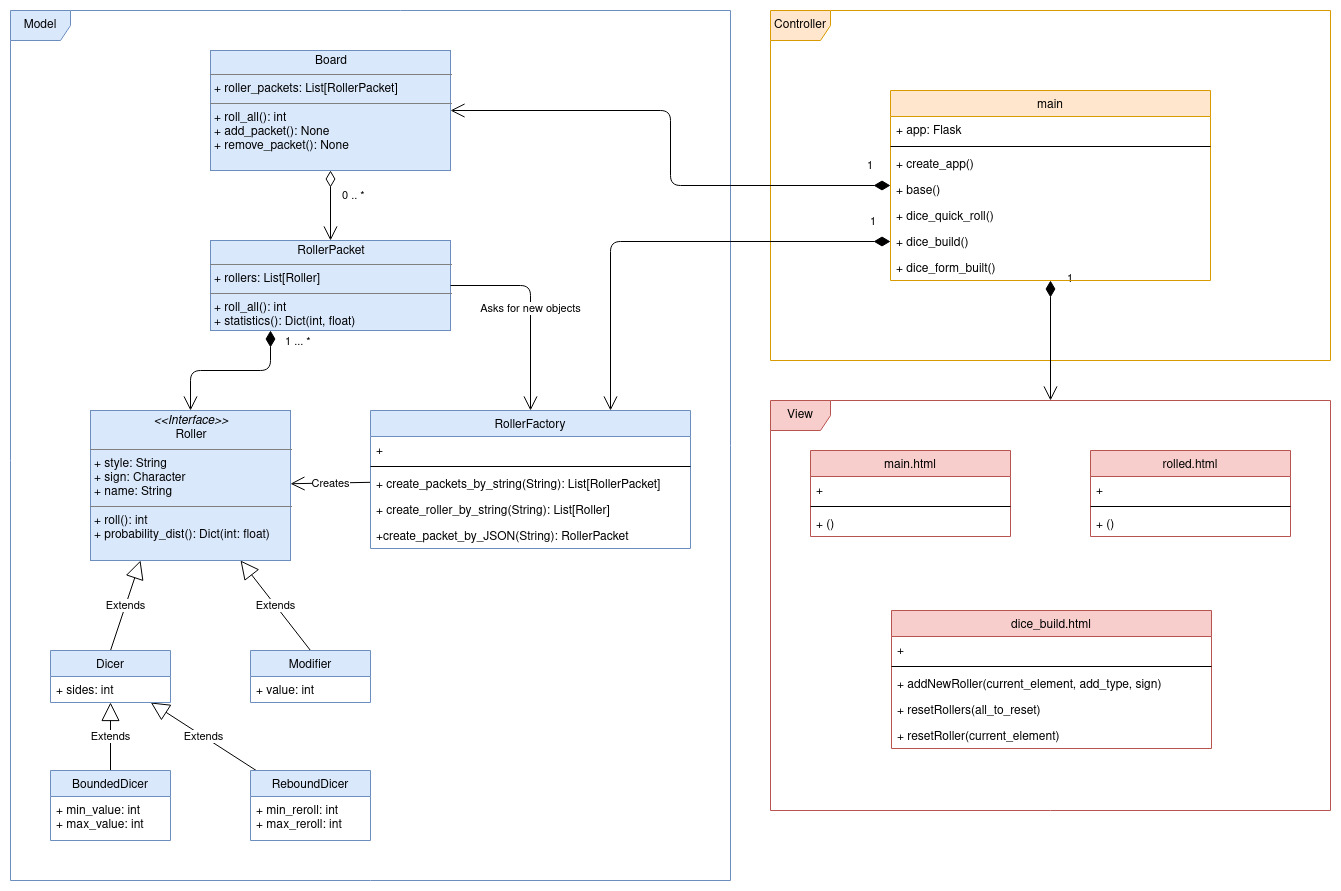 Model
Board
+ roller_packets: List[RollerPacket]
+ roll_all(): int
+ add_packet(): None
+ remove_packet(): None
0 .. *
RollerPacket
+ rollers: List[Roller]
+ roll_all(): int
+ statistics(): Dict(int, float)
1 ... *
Asks for new objects
<<Interface>>
Roller
+ style: String
+ sign: Character
+ name: String
+ roll(): int
+ probability_dist(): Dict(int: float)
Creates
RollerFactory
+
+ create_packets_by_string(String): List[RollerPacket]
+ create_roller_by_string(String): List[Roller]
+create_packet_by_JSON(String): RollerPacket
Extends
Extends
Dicer
+ sides: int
Modifier
+ value: int
Extends
Extends
BoundedDicer
+ min_value: int
+ max_value: int
ReboundDicer
+ min_reroll: int
+ max_reroll: int
Controller
main
+ app: Flask
+ create_app()
+ base()
+ dice_quick_roll()
+ dice_build()
+ dice_form_built()
1
1
1
View
main.html
+
+ ()
rolled.html
+
+ ()
dice_build.html
+
+ addNewRoller(current_element, add_type, sign)
+ resetRollers(all_to_reset)
+ resetRoller(current_element)